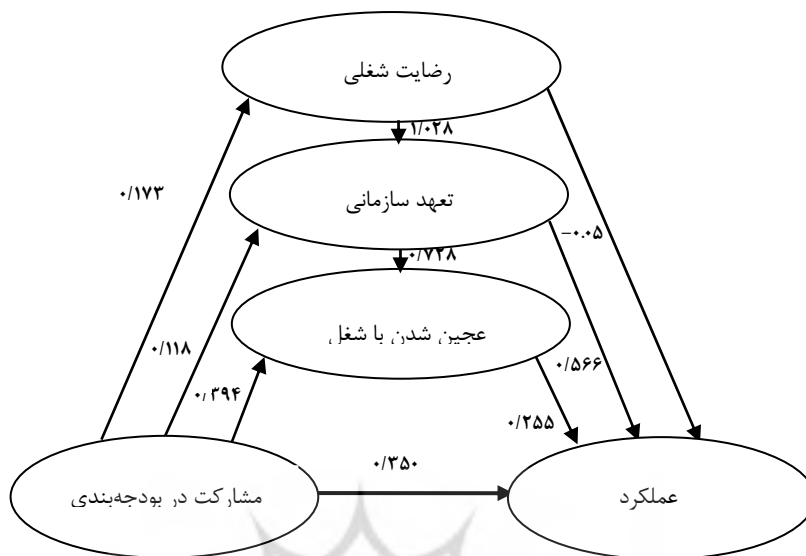 رضایت شغلی
۱/۰۲۸
۰/۱۷۳
تعهد سازمانی
-۰.۰۵
۰/۷۲۸
عجین شدن با شغل
۰/۱۱۸
۰/۵۶۶
۰/۳۹۴
۰/۲۵۵
۰/۳۵۰
مشارکت در بودجه‌بندی
عملکرد